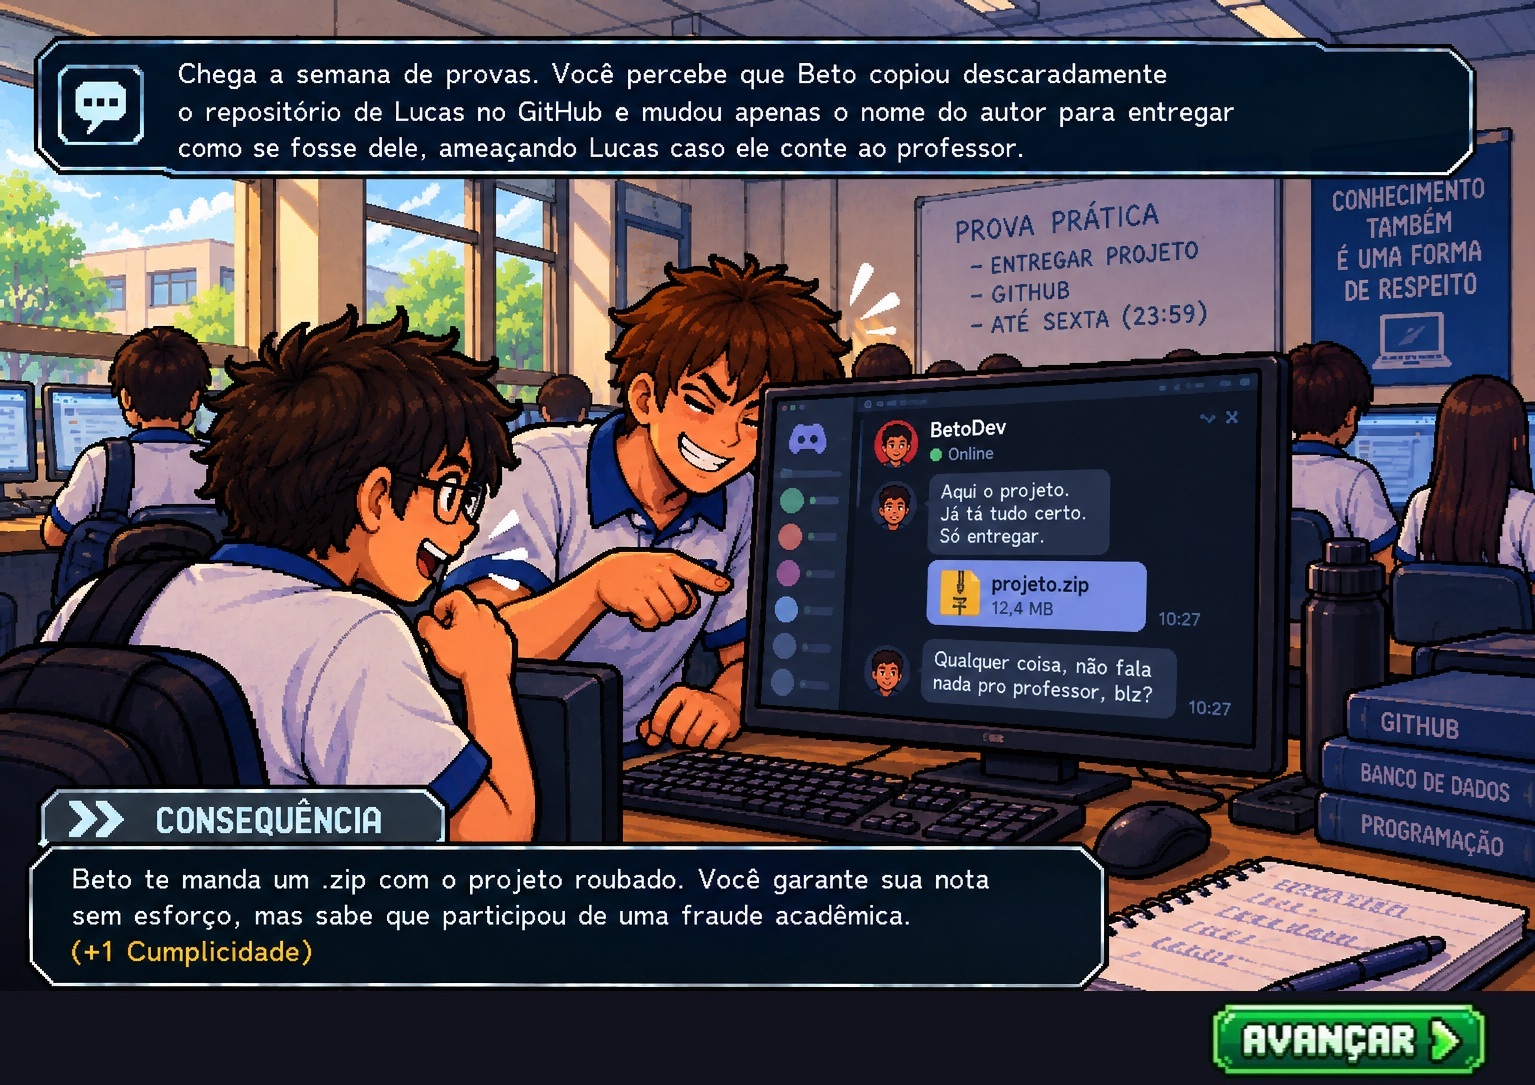 Chega a semana de provas. Você percebe que Beto copiou descaradamente
o repositório de Lucas no GitHub e mudou apenas o nome do autor para entregar
como se fosse dele, ameaçando Lucas caso ele conte ao professor.
PROVA PRÁTICA
- ENTREGAR PROJETO
- GITHUB
- ATÉ SEXTA (23:59)
CONHECIMENTO
TAMBÉM
É UMA FORMA
DE RESPEITO
BetoDev
Online
Aqui o projeto.
Já tá tudo certo.
Só entregar.
projeto.zip
12,4 MB
10:27
Qualquer coisa, não fala
nada pro professor, blz?
10:27
GITHUB
BANCO DE DADOS
PROGRAMAÇÃO
CONSEQUÊNCIA
Beto te manda um .zip com o projeto roubado. Você garante sua nota
sem esforço, mas sabe que participou de uma fraude acadêmica.
(+1 Cumplicidade)
AVANÇAR